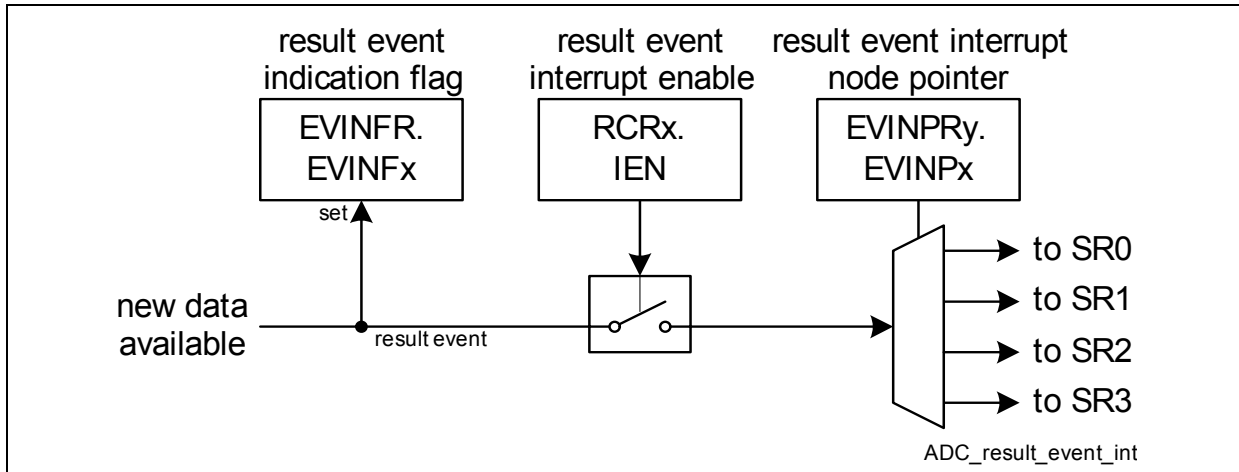 result event
indication flag
result event
interrupt enable
result event interrupt
node pointer
EVINFR.
EVINFx
RCRx.
IEN
EVINPRy.
EVINPx
set
new data
available
result event
to SR0
to SR1
to SR2
to SR3
ADC_result_event_int